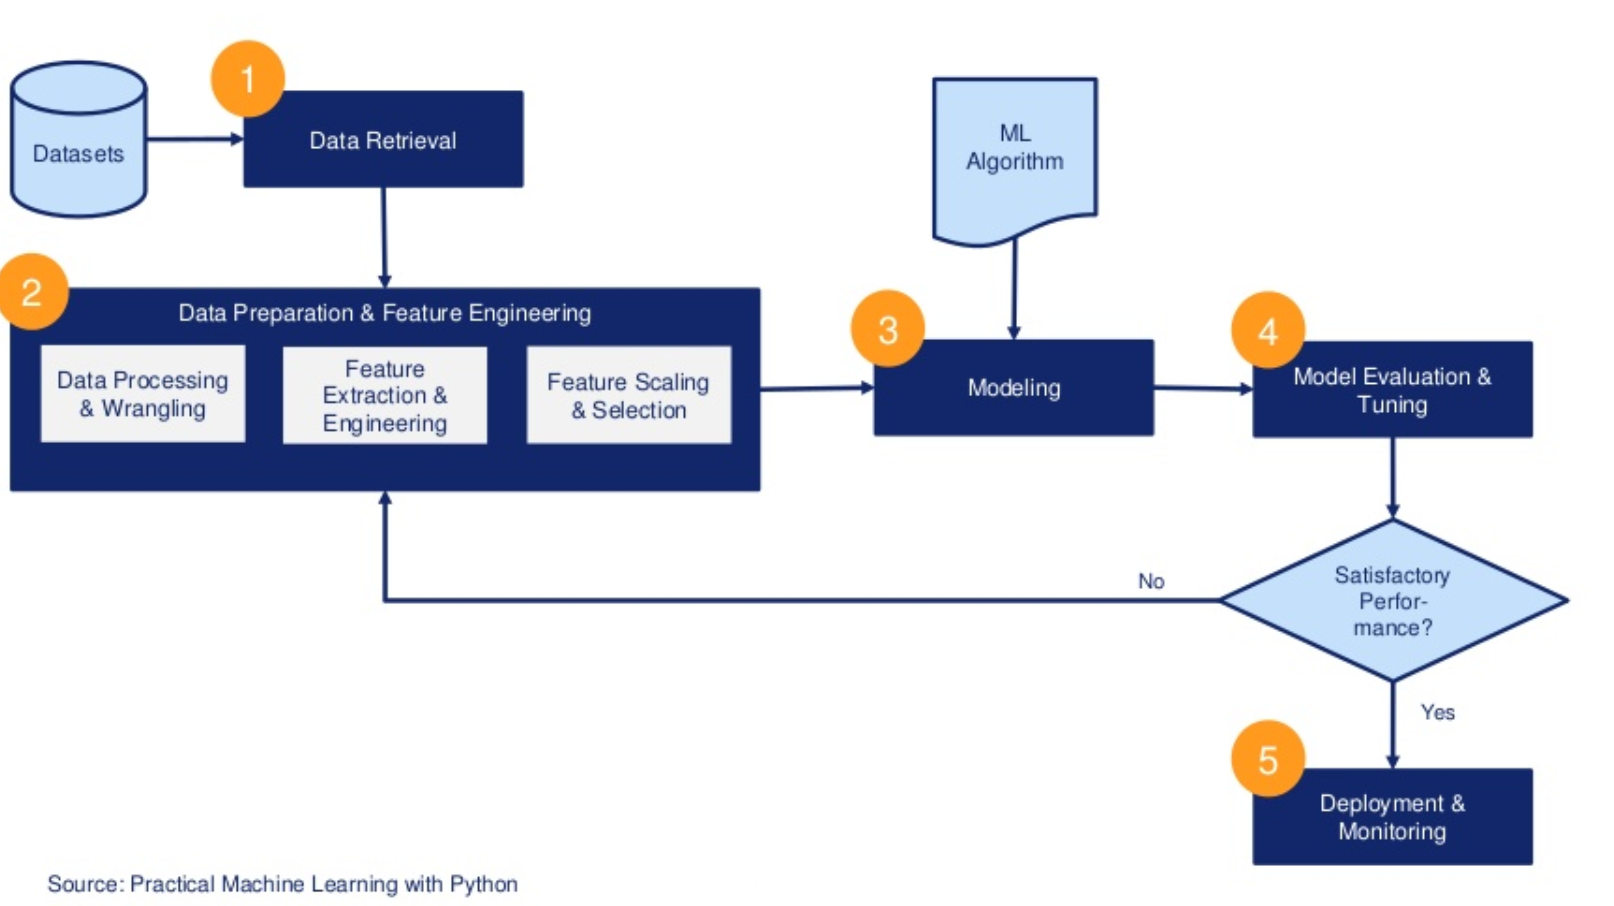 1
Datasets
Data Retrieval
ML
Algorithm
2
Data Preparation & Feature Engineering
Data Processing
& Wrangling
Feature
Extraction &
Engineering
Feature Scaling
& Selection
3
Modeling
4
Model Evaluation &
Tuning
Satisfactory
Perfor-
mance?
No
Yes
5
Deployment &
Monitoring
Source: Practical Machine Learning with Python